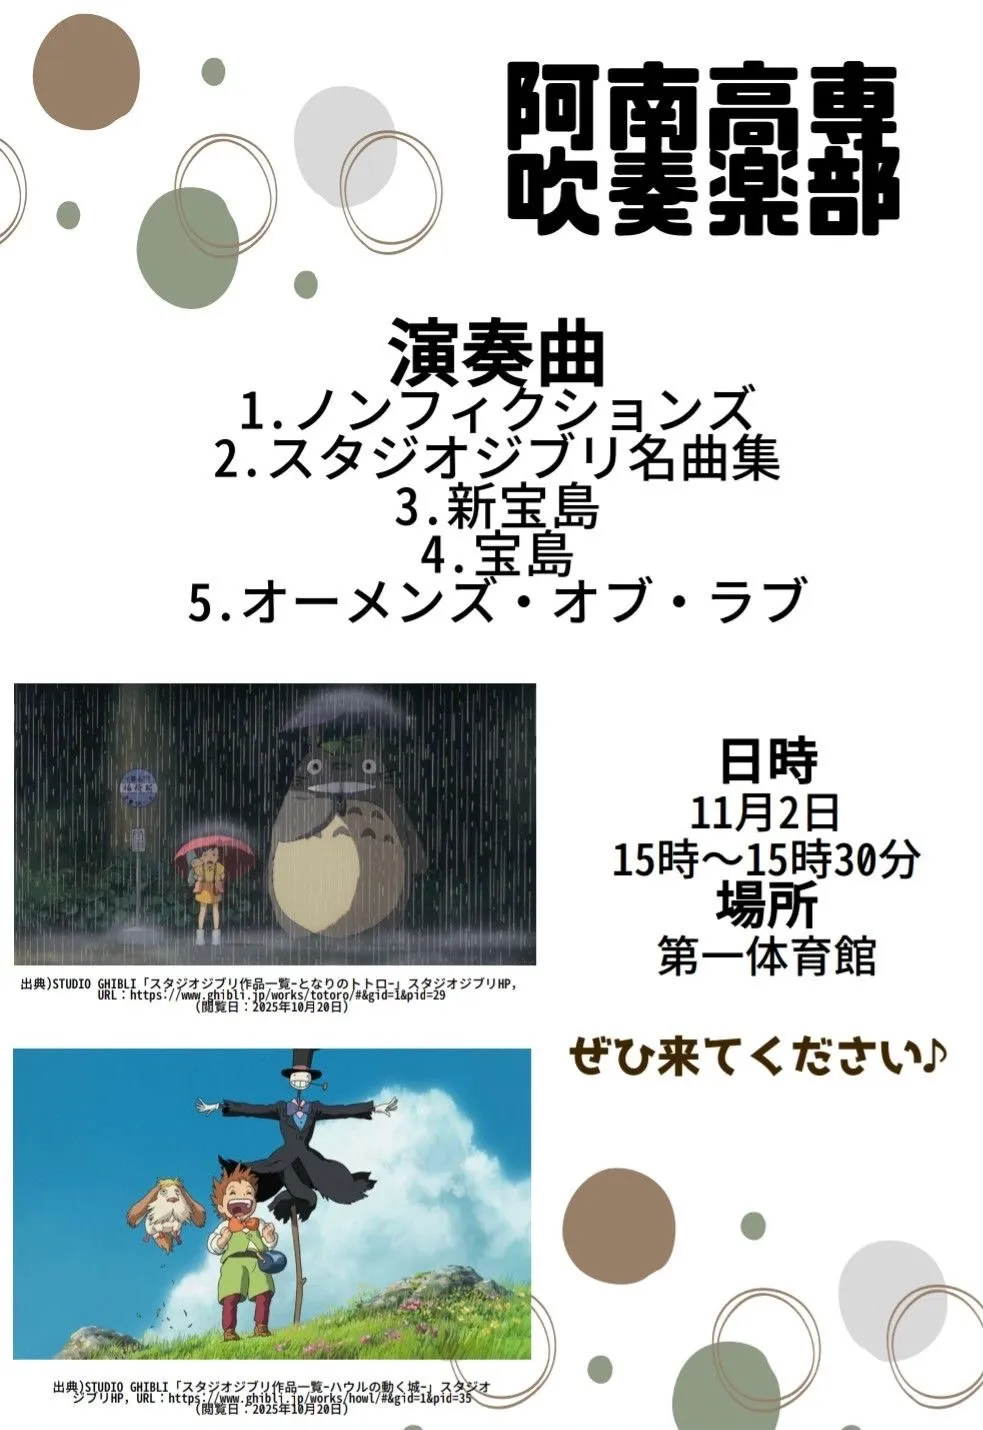 阿南高専
吹奏楽部
演奏曲
1.ノンフィクションズ
2.スタジオジブリ名曲集
3.新宝島
4.宝島
5.オーメンズ・オブ・ラブ
日時
11月2日
15時～15時30分
場所
第一体育館
出典)STUDIO GHIBLI「スタジオジブリ作品一覧-となりのトトロ-」スタジオジブリHP,
URL：https://www.ghibli.jp/works/totoro/#&gid=1&pid=29
(閲覧日：2025年10月20日)
ぜひ来てください♪
出典)STUDIO GHIBLI「スタジオジブリ作品一覧-ハウルの動く城-」スタジオ
ジブリHP, URL：https://www.ghibli.jp/works/howl/#&gid=1&pid=35
(閲覧日：2025年10月20日)